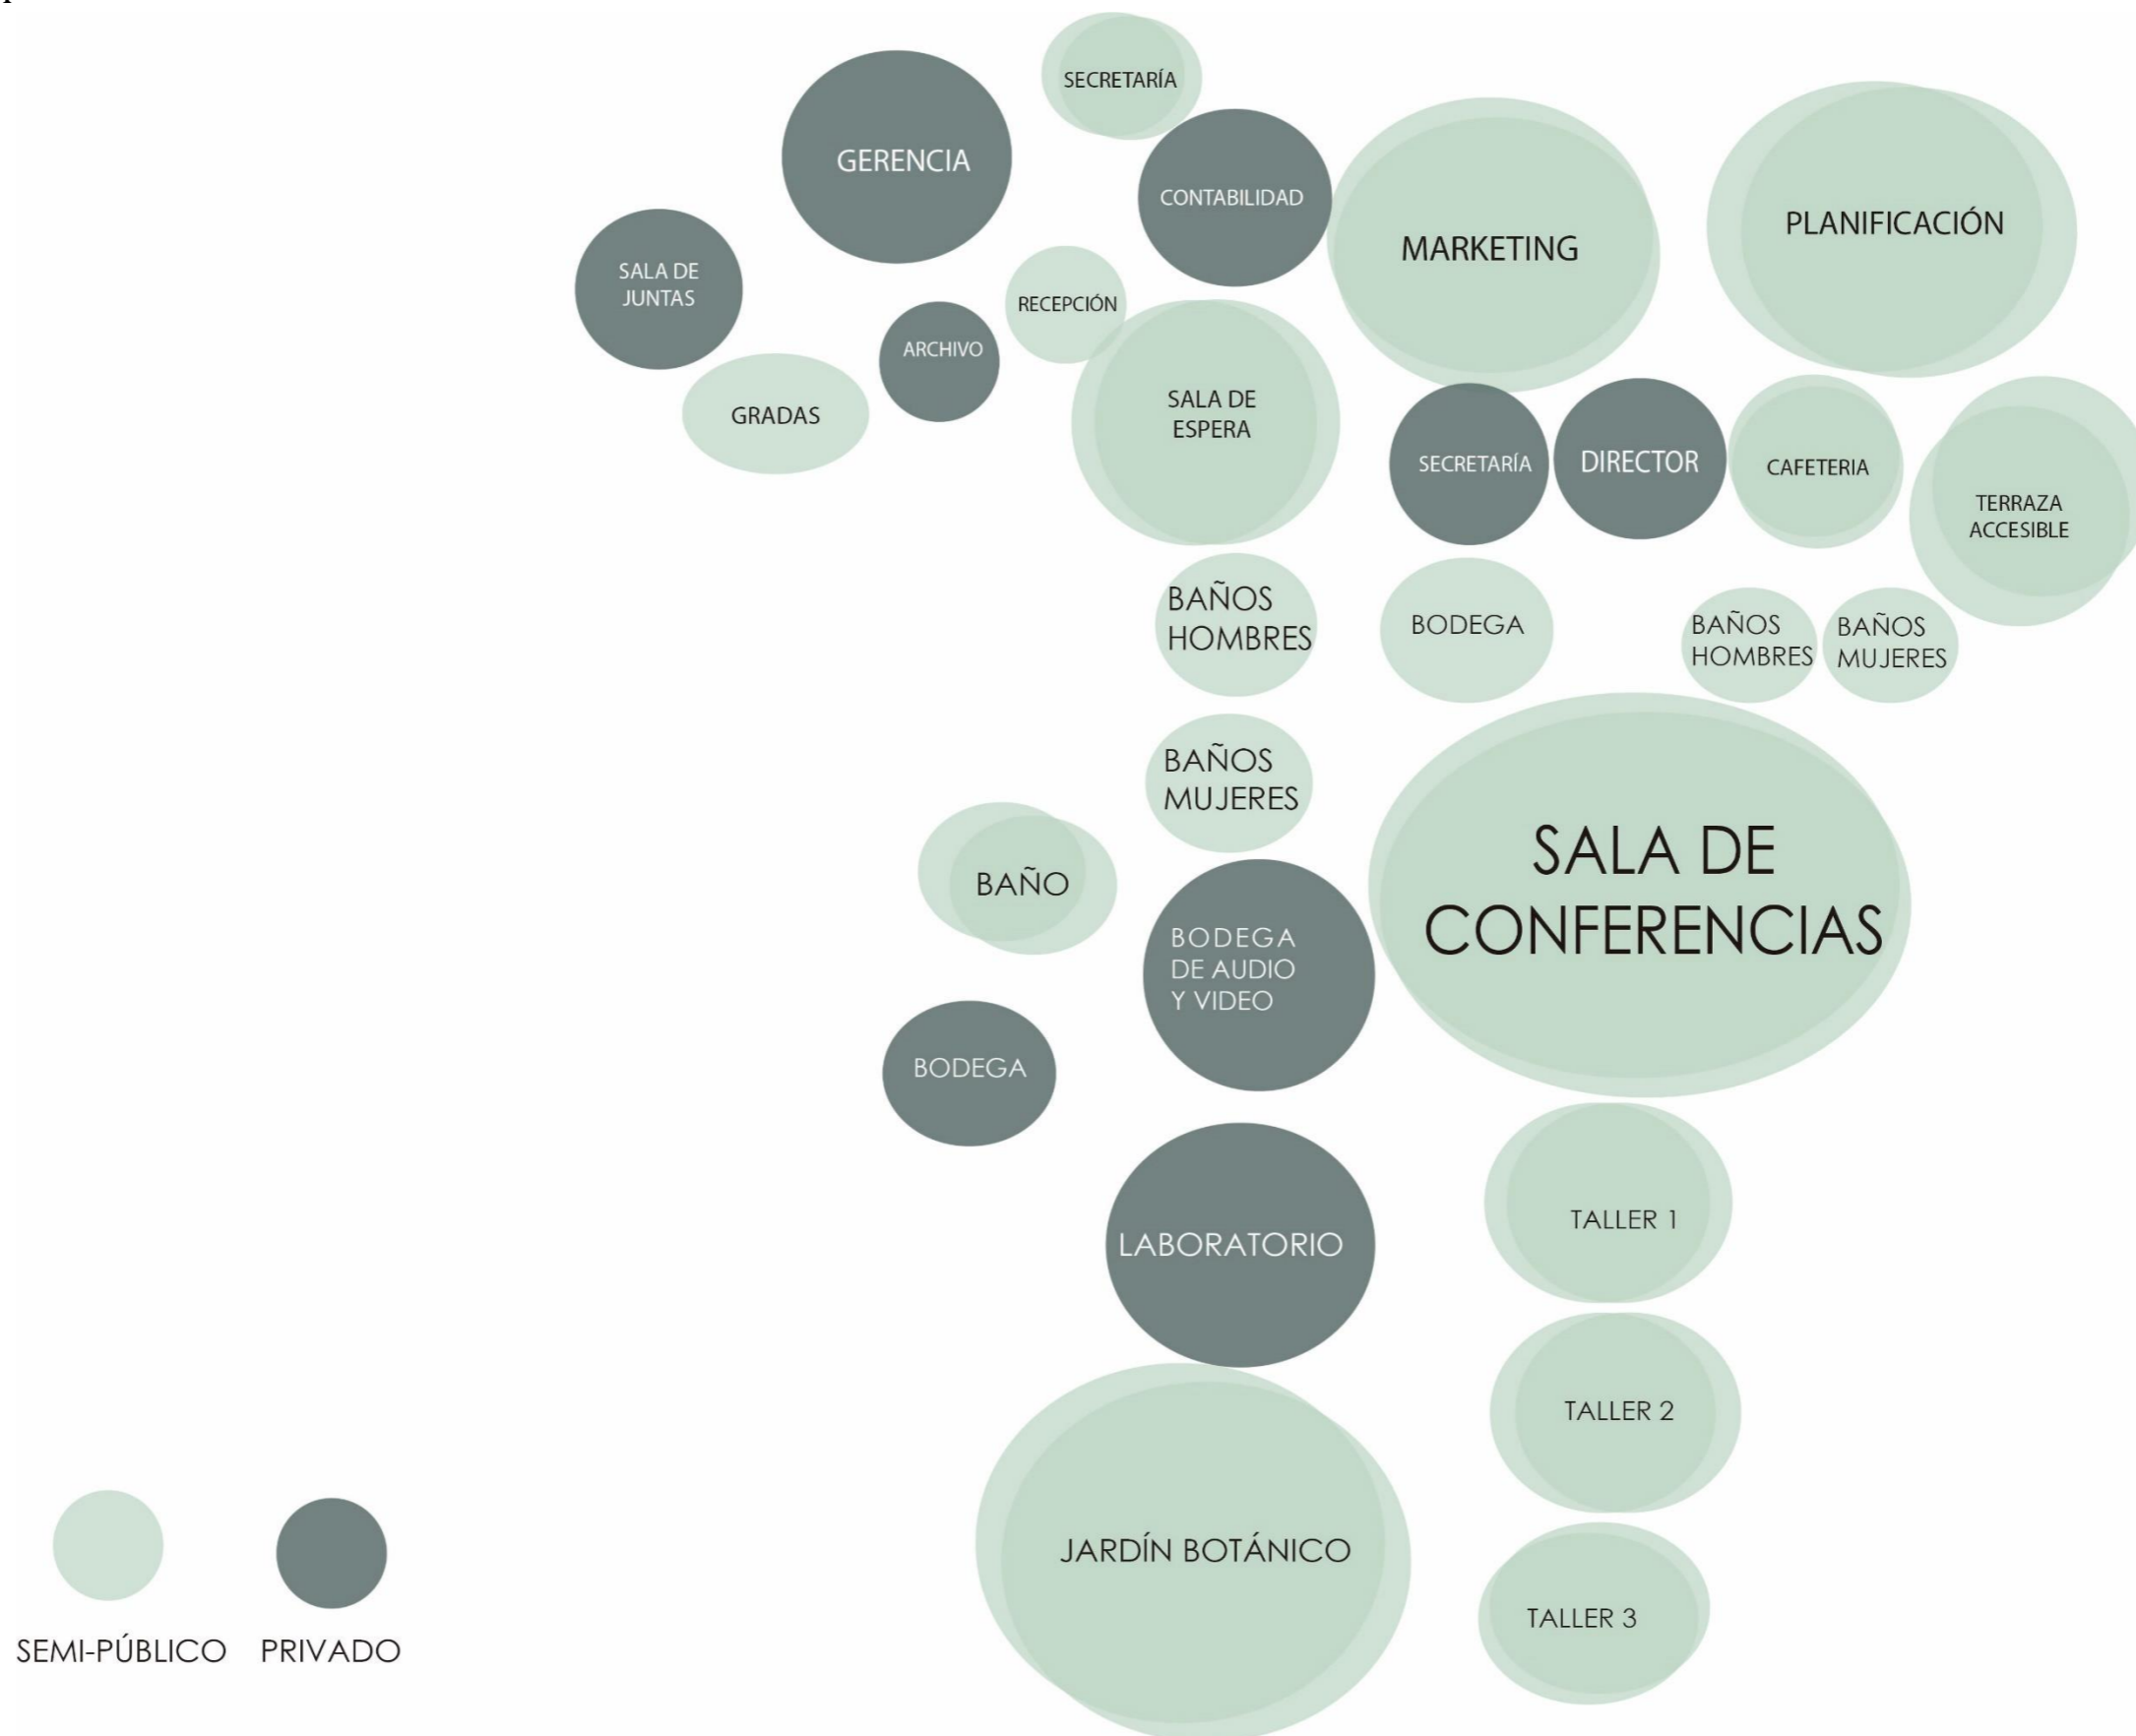 SECRETARÍA
GERENCIA
CONTABILIDAD
MARKETING
PLANIFICACIÓN
SALA DE
JUNTAS
RECEPCIÓN
ARCHIVO
GRADAS
SALA DE
ESPERA
SECRETARÍA
DIRECTOR
CAFETERIA
TERRAZA
ACCESIBLE
BAÑOS
HOMBRES
BODEGA
BAÑOS
HOMBRES
BAÑOS
MUJERES
BAÑOS
MUJERES
SALA DE
CONFERENCIAS
BAÑO
BODEGA
DE AUDIO
Y VIDEO
BODEGA
LABORATORIO
TALLER 1
TALLER 2
JARDÍN BOTÁNICO
TALLER 3
SEMI-PÚBLICO
PRIVADO